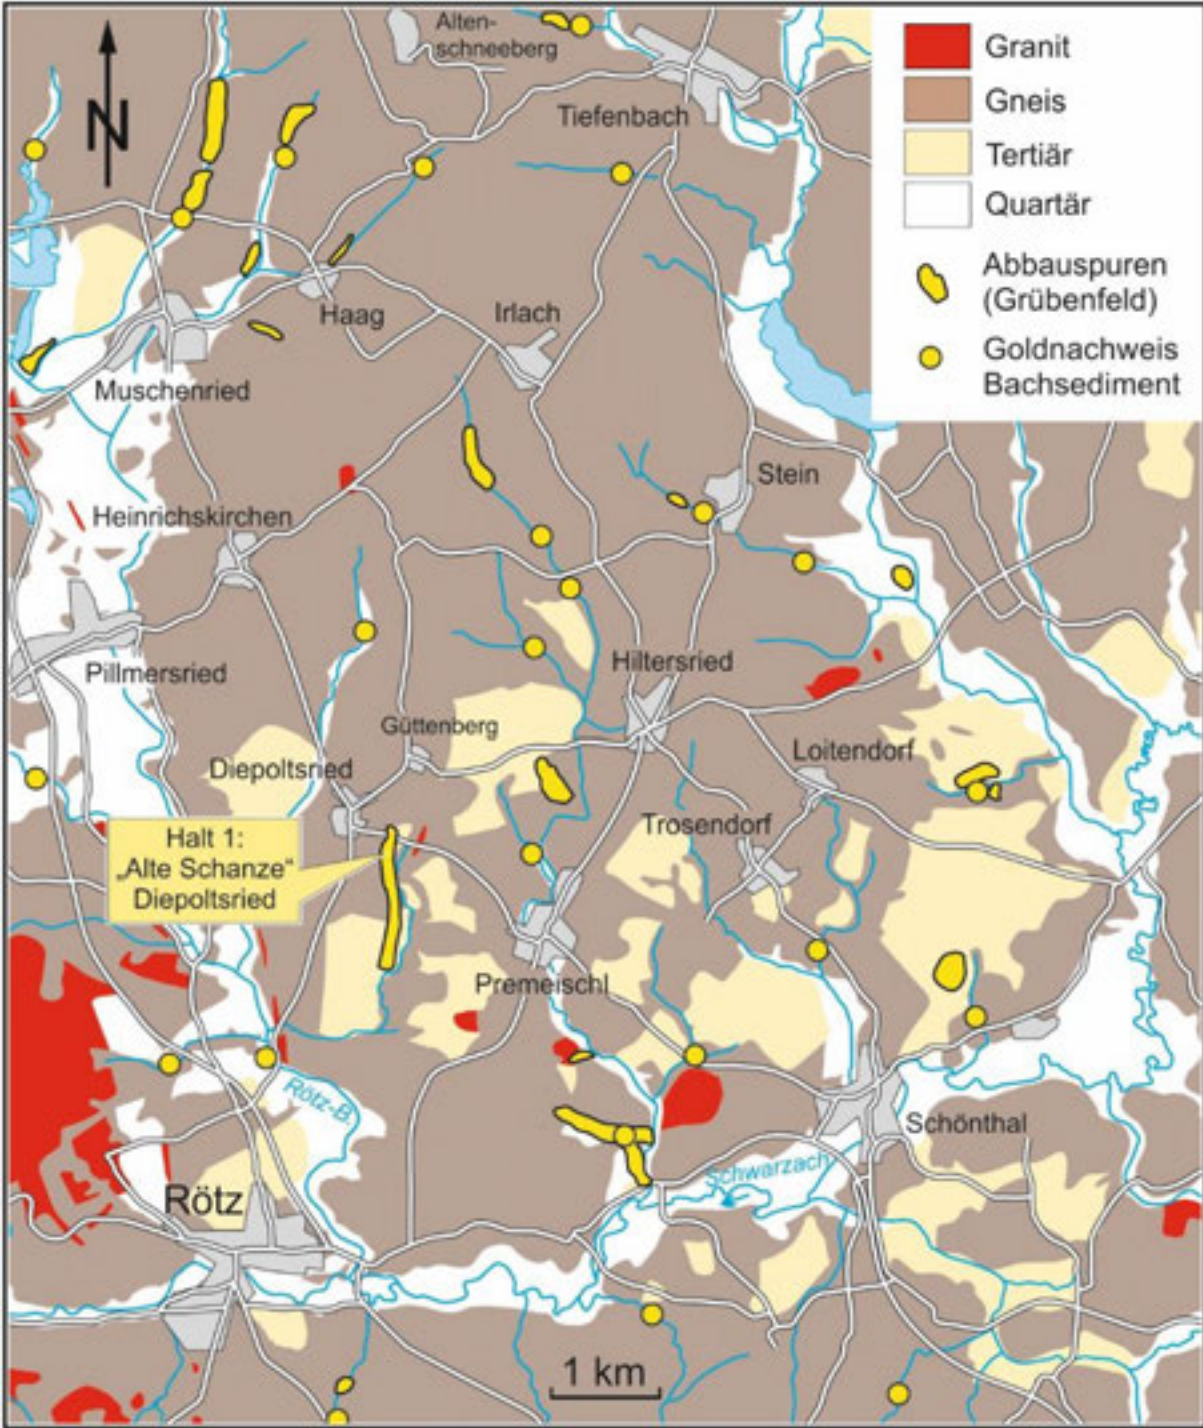 Alten-
schneeberg
Tiefenbach
N
Granit
Gneis
Tertiär
Quartär
Abbauspuren
(Grübenfeld)
Goldnachweis
Bachsediment
Haag
Irlach
Muschenried
Stein
Heinrichskirchen
Pillmersried
Hiltersried
Güttenberg
Diepoltsried
Loitendorf
Trosendorf
Halt 1:
„Alte Schanze“
Diepoltsried
Premeischl
Rötz-B.
Schönthal
Schwarzach
Rötz
1 km